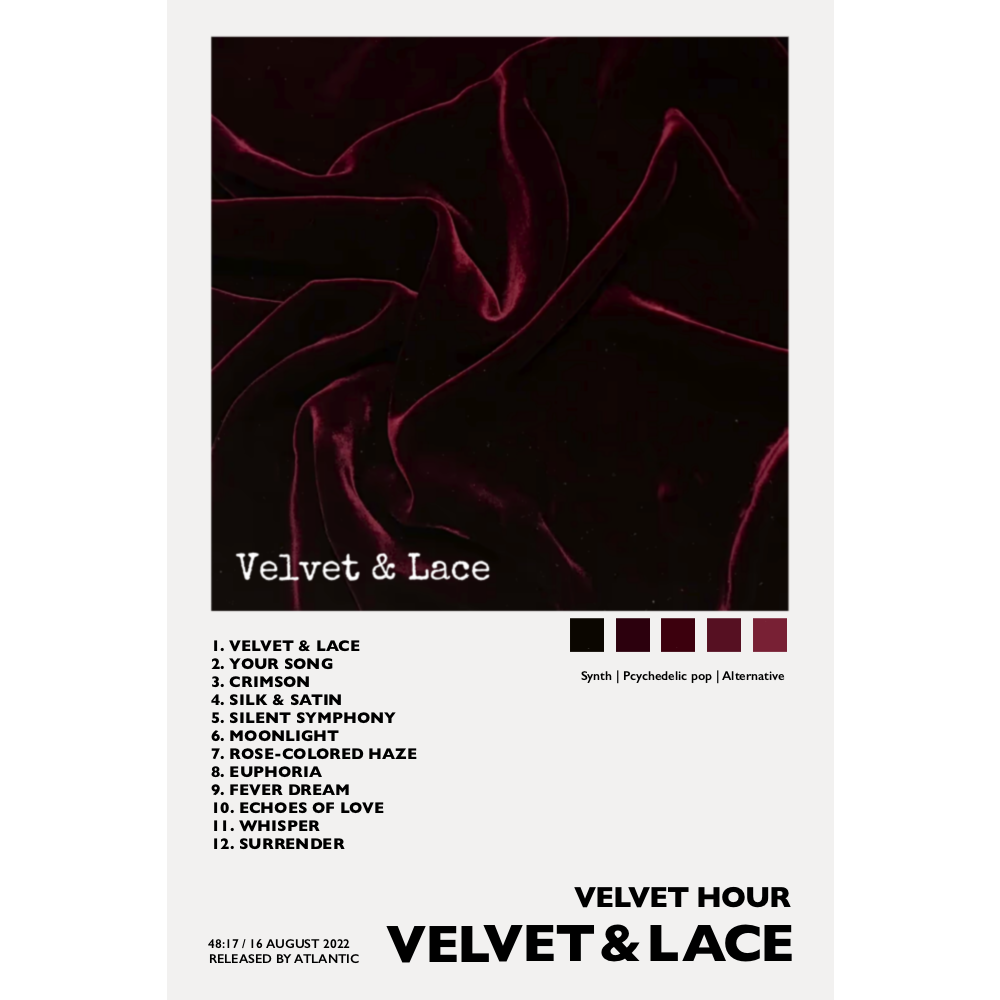 Velvet & Lace
1. VELVET & LACE
2. YOUR SONG
3. CRIMSON
4. SILK & SATIN
5. SILENT SYMPHONY
6. MOONLIGHT
7. ROSE-COLORED HAZE
8. EUPHORIA
9. FEVER DREAM
10. ECHOES OF LOVE
11. WHISPER
12. SURRENDER
Synth | Pcychedelic pop | Alternative
VELVET HOUR
VELVET & LACE
48:17 / 16 AUGUST 2022
RELEASED BY ATLANTIC